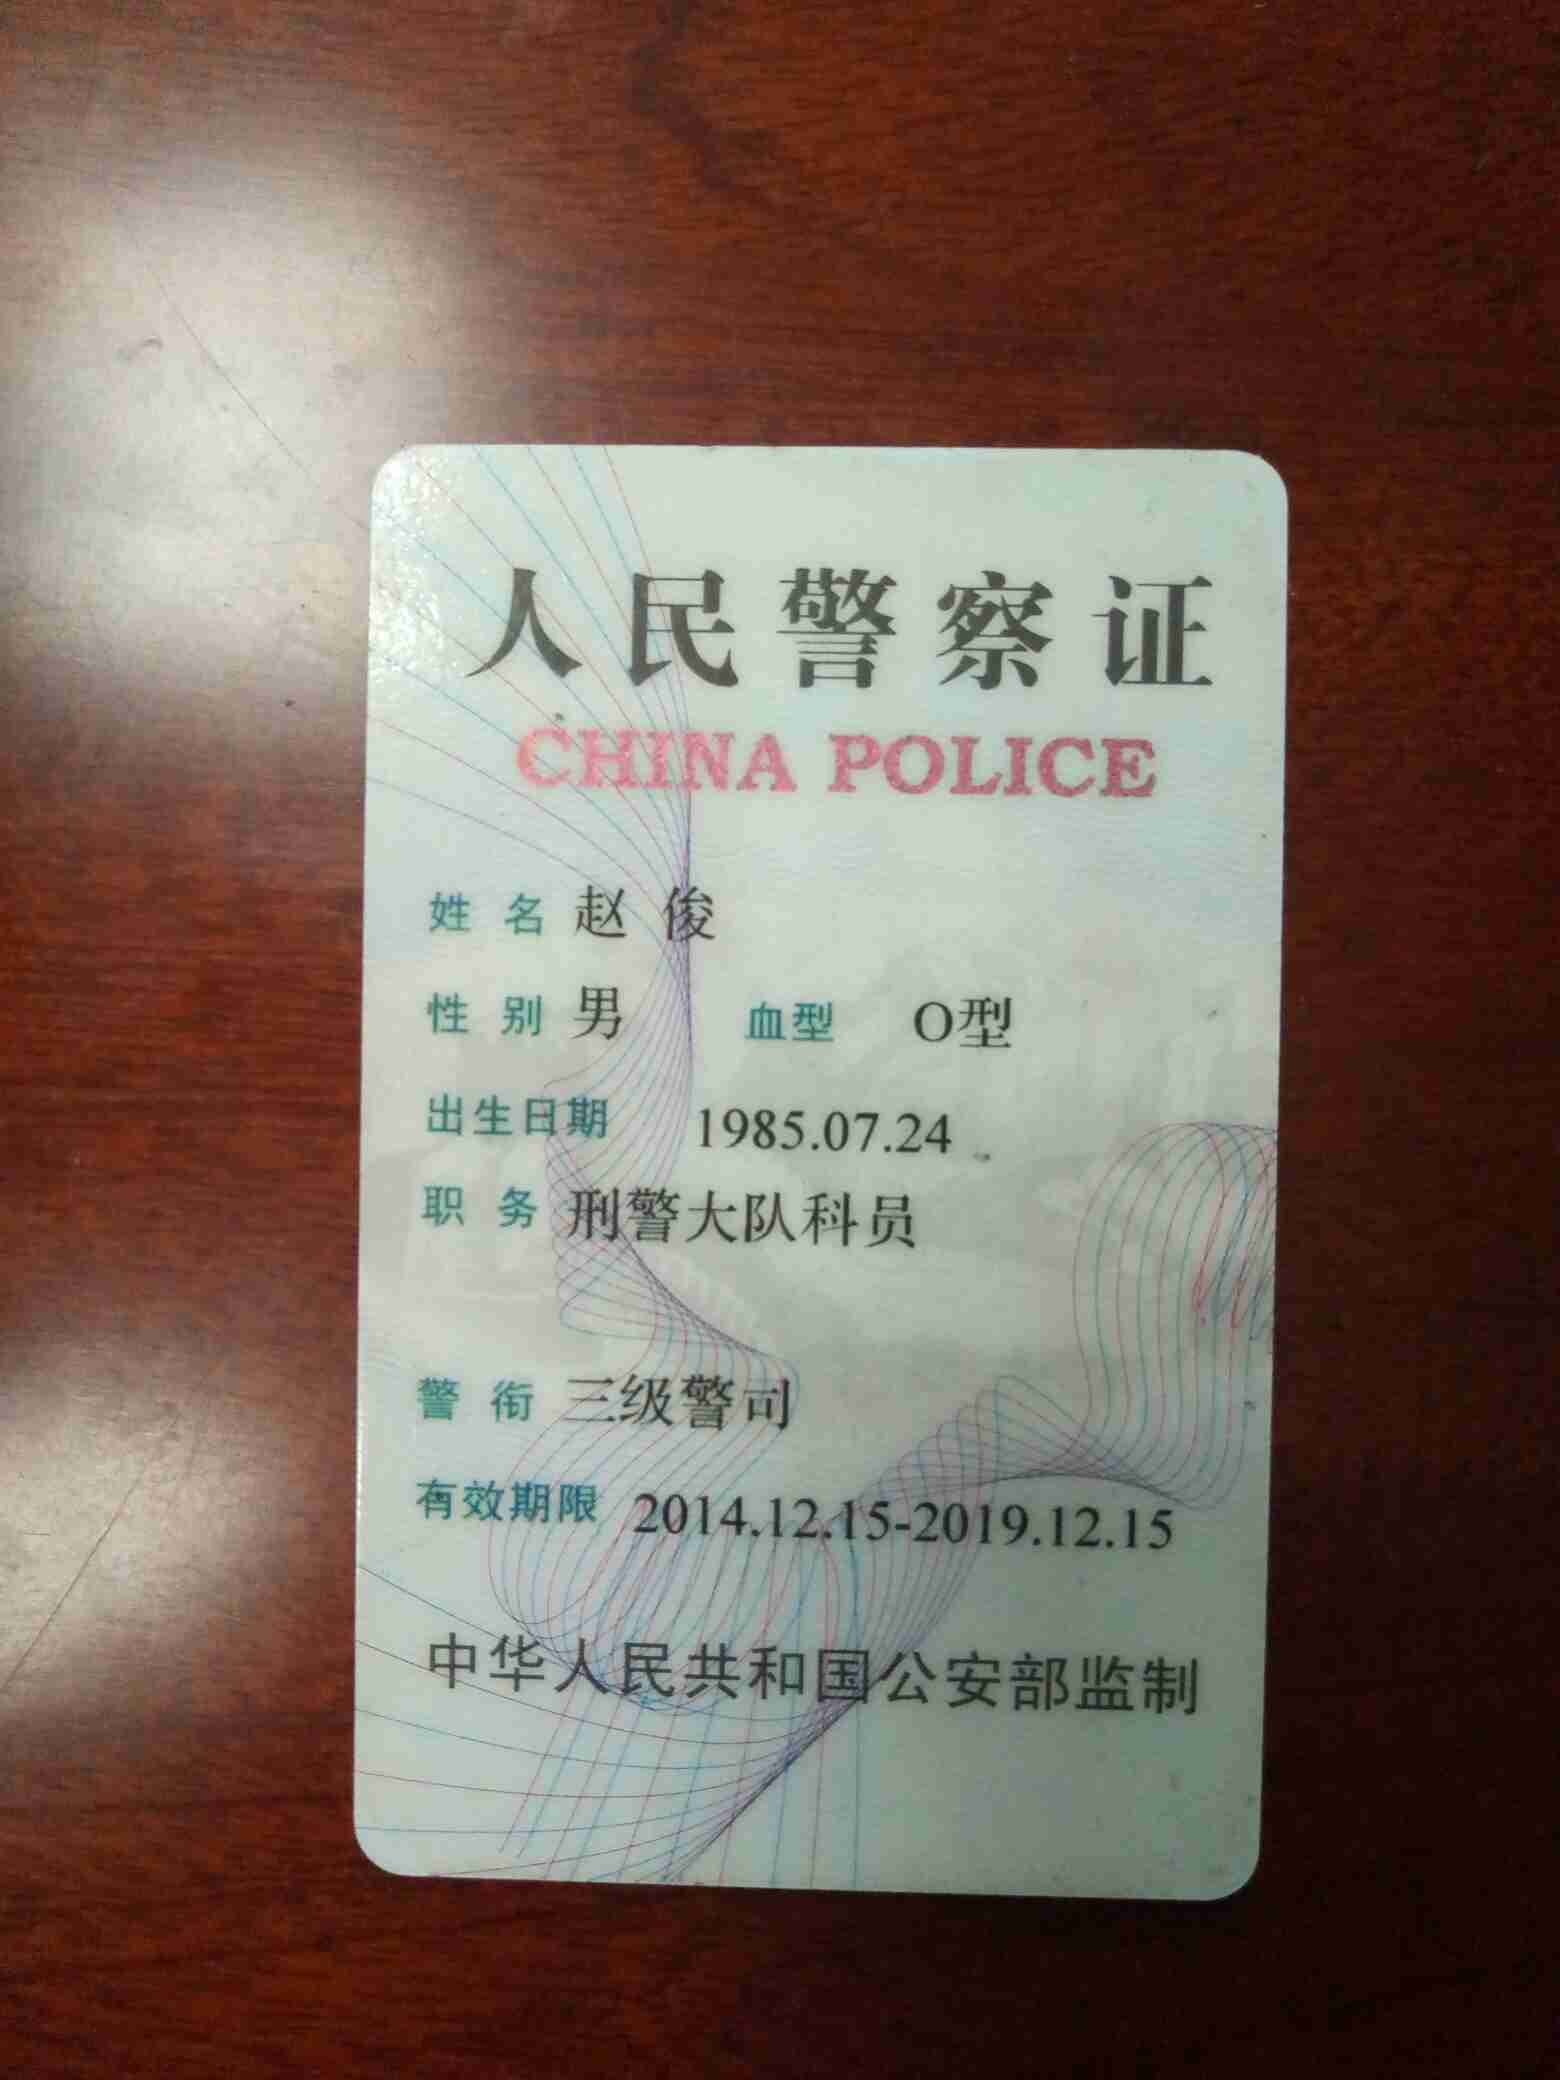 人民警察证
CHINA POLICE
姓 名 赵 俊
性 别 男 血型 O型
出生日期 1985.07.24
职 务 刑警大队科员
警 衔 三级警司
有效期限 2014.12.15-2019.12.15
中华人民共和国公安部监制